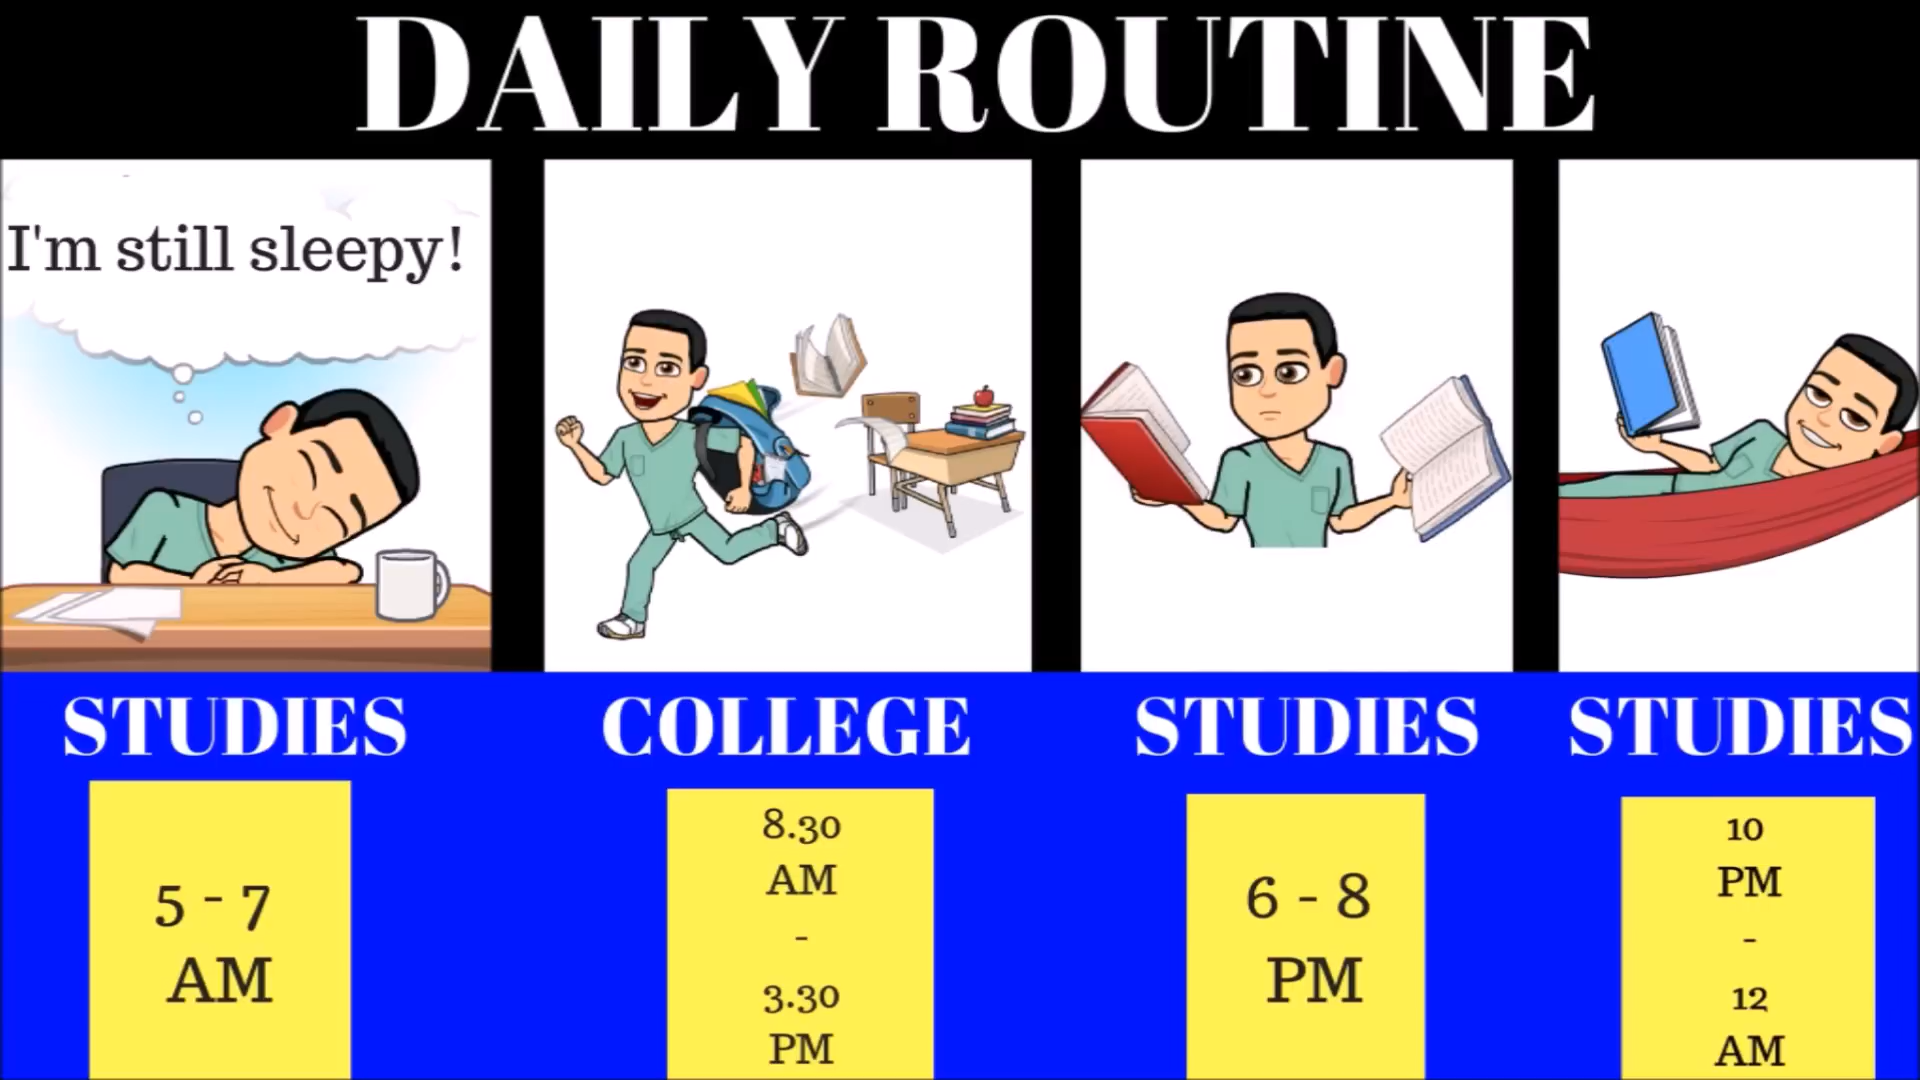 DAILY ROUTINE
I'm still sleepy!
STUDIES
5 - 7
AM
COLLEGE
8.30
AM
-
3.30
PM
STUDIES
6 - 8
PM
STUDIES
10
PM
-
12
AM